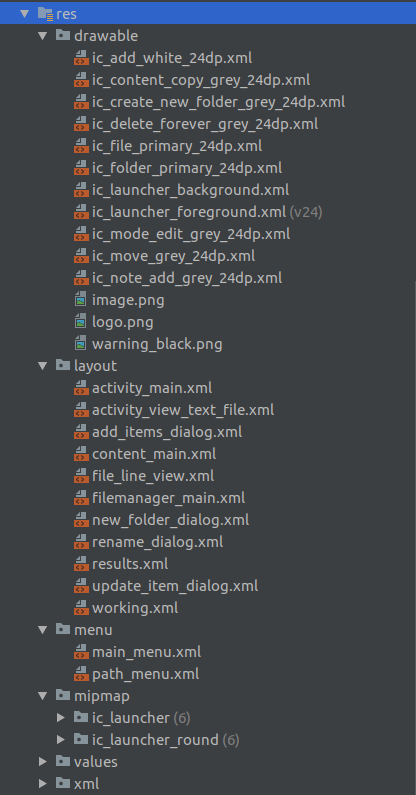 res
drawable
ic_add_white_24dp.xml
ic_content_copy_grey_24dp.xml
ic_create_new_folder_grey_24dp.xml
ic_delete_forever_grey_24dp.xml
ic_file_primary_24dp.xml
ic_folder_primary_24dp.xml
ic_launcher_background.xml
ic_launcher_foreground.xml (v24)
ic_mode_edit_grey_24dp.xml
ic_move_grey_24dp.xml
ic_note_add_grey_24dp.xml
image.png
logo.png
warning_black.png
layout
activity_main.xml
activity_view_text_file.xml
add_items_dialog.xml
content_main.xml
file_line_view.xml
filemanager_main.xml
new_folder_dialog.xml
rename_dialog.xml
results.xml
update_item_dialog.xml
working.xml
menu
main_menu.xml
path_menu.xml
mipmap
ic_launcher (6)
ic_launcher_round (6)
values
xml